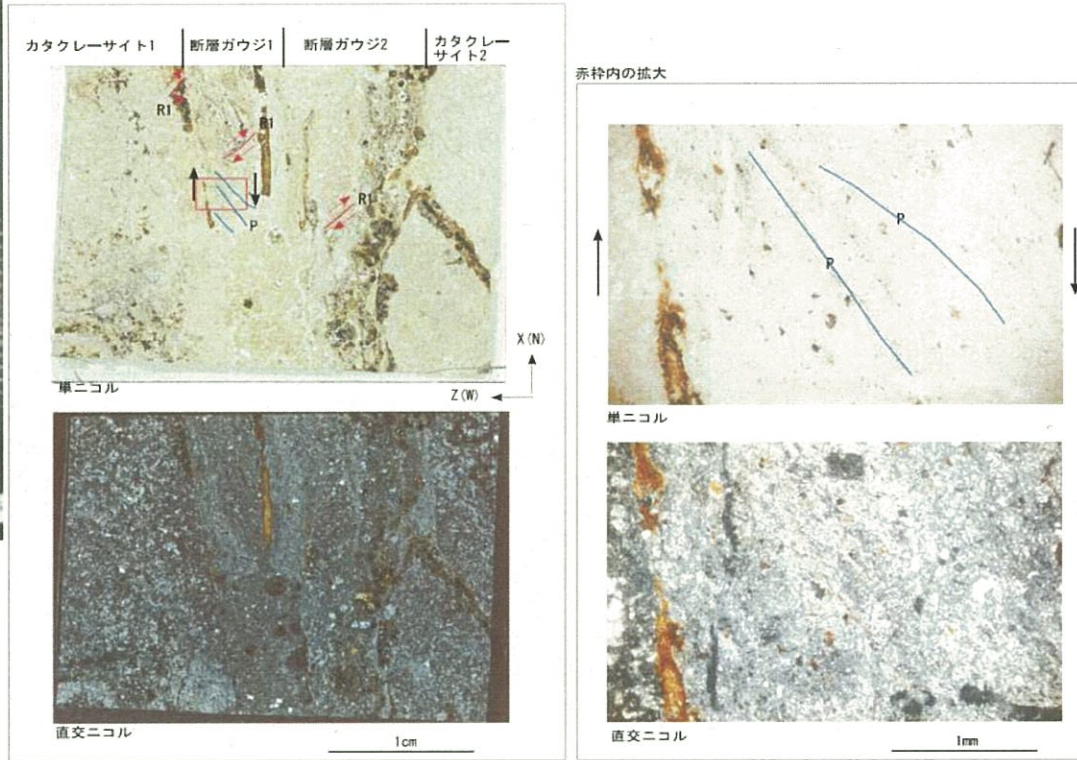 カタクレーサイト1
断層ガウジ1
断層ガウジ2
カタクレー
サイト2
R1
R1
R1
P
X(N)
Z(W)
単ニコル
直交ニコル
1cm
赤枠内の拡大
P
P
単ニコル
直交ニコル
1mm